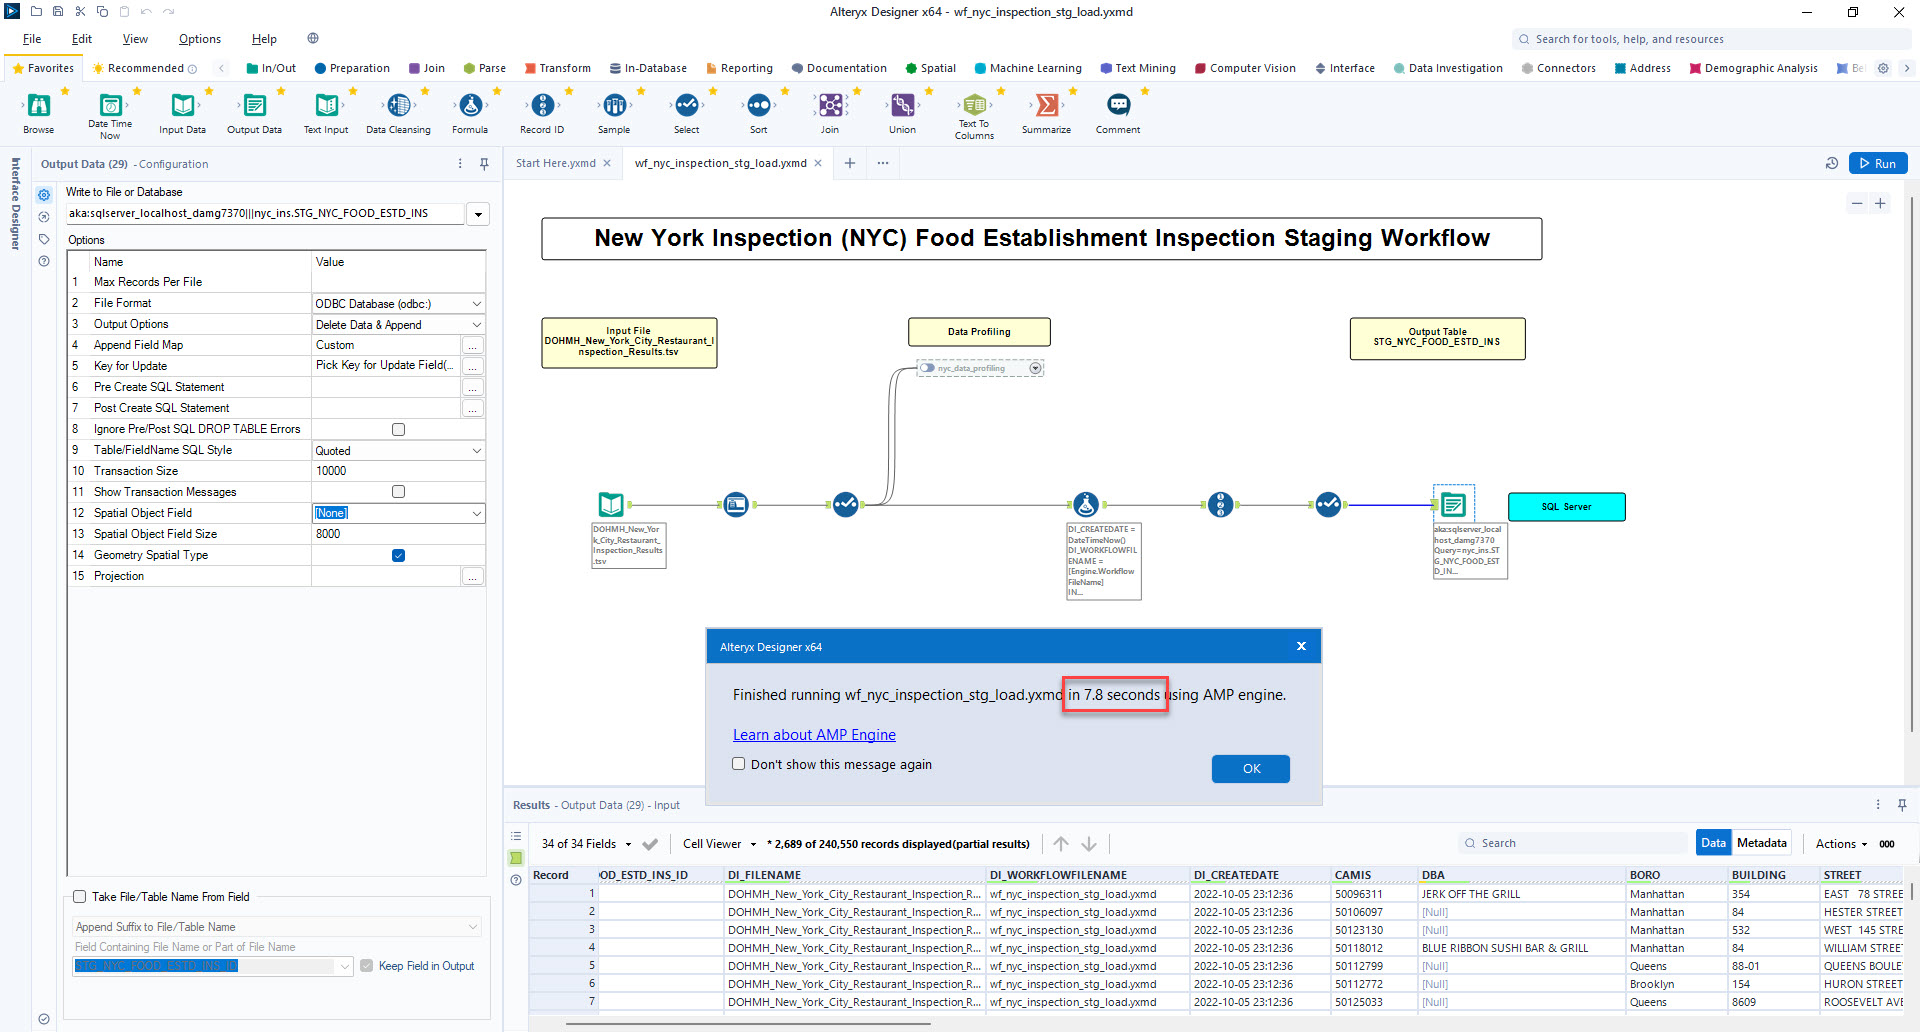 Alteryx Designer x64 - wf_nyc_inspection_stg_load.yxmd
File Edit View Options Help
Search for tools, help, and resources
Favorites Recommended In/Out Preparation Join Parse Transform In-Database Reporting Documentation Spatial Machine Learning Text Mining Computer Vision Interface Data Investigation Connectors Address Demographic Analysis Be
Browse
Date Time
Now
Input Data
Output Data
Text Input
Data Cleansing
Formula
Record ID
Sample
Select
Sort
Join
Union
Text To
Columns
Summarize
Comment
Interface Designer
Output Data (29) - Configuration
Write to File or Database
aka:sqlserver_localhost_damg7370|||nyc_ins.STG_NYC_FOOD_ESTD_INS
Options
Name Value
1 Max Records Per File
2 File Format ODBC Database (odbc:)
3 Output Options Delete Data & Append
4 Append Field Map Custom ...
5 Key for Update Pick Key for Update Field(... ...
6 Pre Create SQL Statement ...
7 Post Create SQL Statement ...
8 Ignore Pre/Post SQL DROP TABLE Errors
9 Table/FieldName SQL Style Quoted
10 Transaction Size 10000
11 Show Transaction Messages
12 Spatial Object Field [None]
13 Spatial Object Field Size 8000
14 Geometry Spatial Type
15 Projection ...
Take File/Table Name From Field
Append Suffix to File/Table Name
Field Containing File Name or Part of File Name
STG_NYC_FOOD_ESTD_INS_ID
Keep Field in Output
Start Here.yxmd wf_nyc_inspection_stg_load.yxmd
Run
New York Inspection (NYC) Food Establishment Inspection Staging Workflow
Input File
DOHMH_New_York_City_Restaurant_I
nspection_Results.tsv
Data Profiling
nyc_data_profiling
Output Table
STG_NYC_FOOD_ESTD_INS
DOHMH_New_Yor
k_City_Restaurant_
Inspection_Results
.tsv
DI_CREATEDATE =
DateTimeNow()
DI_WORKFLOWFIL
ENAME =
[Engine.Workflow
FileName]
IN...
aka:sqlserver_local
host_damg7370
Query=nyc_ins.ST
G_NYC_FOOD_EST
D_IN...
SQL Server
Alteryx Designer x64
Finished running wf_nyc_inspection_stg_load.yxmd in 7.8 seconds using AMP engine.
Learn about AMP Engine
Don't show this message again
OK
Results - Output Data (29) - Input
34 of 34 Fields Cell Viewer * 2,689 of 240,550 records displayed(partial results) Search Data Metadata Actions 000
Record OD_ESTD_INS_ID DI_FILENAME DI_WORKFLOWFILENAME DI_CREATEDATE CAMIS DBA BORO BUILDING STREET
1 DOHMH_New_York_City_Restaurant_Inspection_R... wf_nyc_inspection_stg_load.yxmd 2022-10-05 23:12:36 50096311 JERK OFF THE GRILL Manhattan 354 EAST 78 STREE
2 DOHMH_New_York_City_Restaurant_Inspection_R... wf_nyc_inspection_stg_load.yxmd 2022-10-05 23:12:36 50106097 [Null] Manhattan 84 HESTER STREET
3 DOHMH_New_York_City_Restaurant_Inspection_R... wf_nyc_inspection_stg_load.yxmd 2022-10-05 23:12:36 50123130 [Null] Manhattan 532 WEST 145 STRE
4 DOHMH_New_York_City_Restaurant_Inspection_R... wf_nyc_inspection_stg_load.yxmd 2022-10-05 23:12:36 50118012 BLUE RIBBON SUSHI BAR & GRILL Manhattan 84 WILLIAM STREE
5 DOHMH_New_York_City_Restaurant_Inspection_R... wf_nyc_inspection_stg_load.yxmd 2022-10-05 23:12:36 50112799 [Null] Queens 88-01 QUEENS BOULE
6 DOHMH_New_York_City_Restaurant_Inspection_R... wf_nyc_inspection_stg_load.yxmd 2022-10-05 23:12:36 50112772 [Null] Brooklyn 154 HURON STREET
7 DOHMH_New_York_City_Restaurant_Inspection_R... wf_nyc_inspection_stg_load.yxmd 2022-10-05 23:12:36 50125033 [Null] Queens 8609 ROOSEVELT AVE